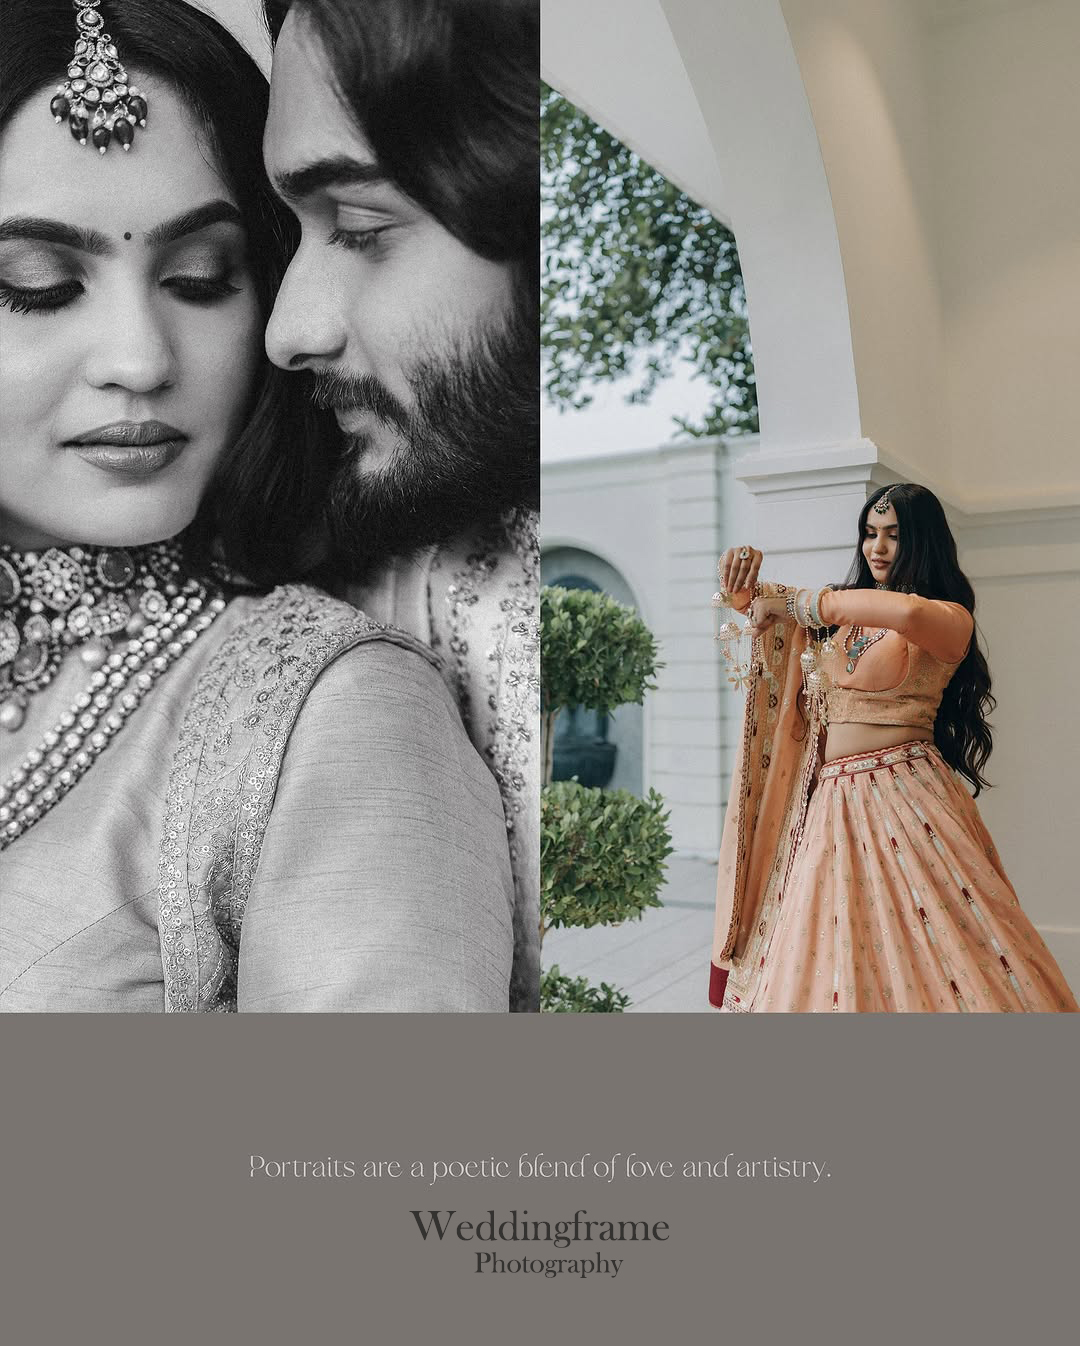 Portraits are a poetic blend of love and artistry.
Weddingframe
Photography